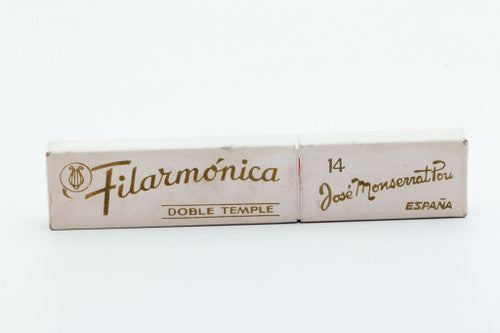 Filarmónica
DOBLE TEMPLE
14
José Monserrat Pou
ESPAÑA